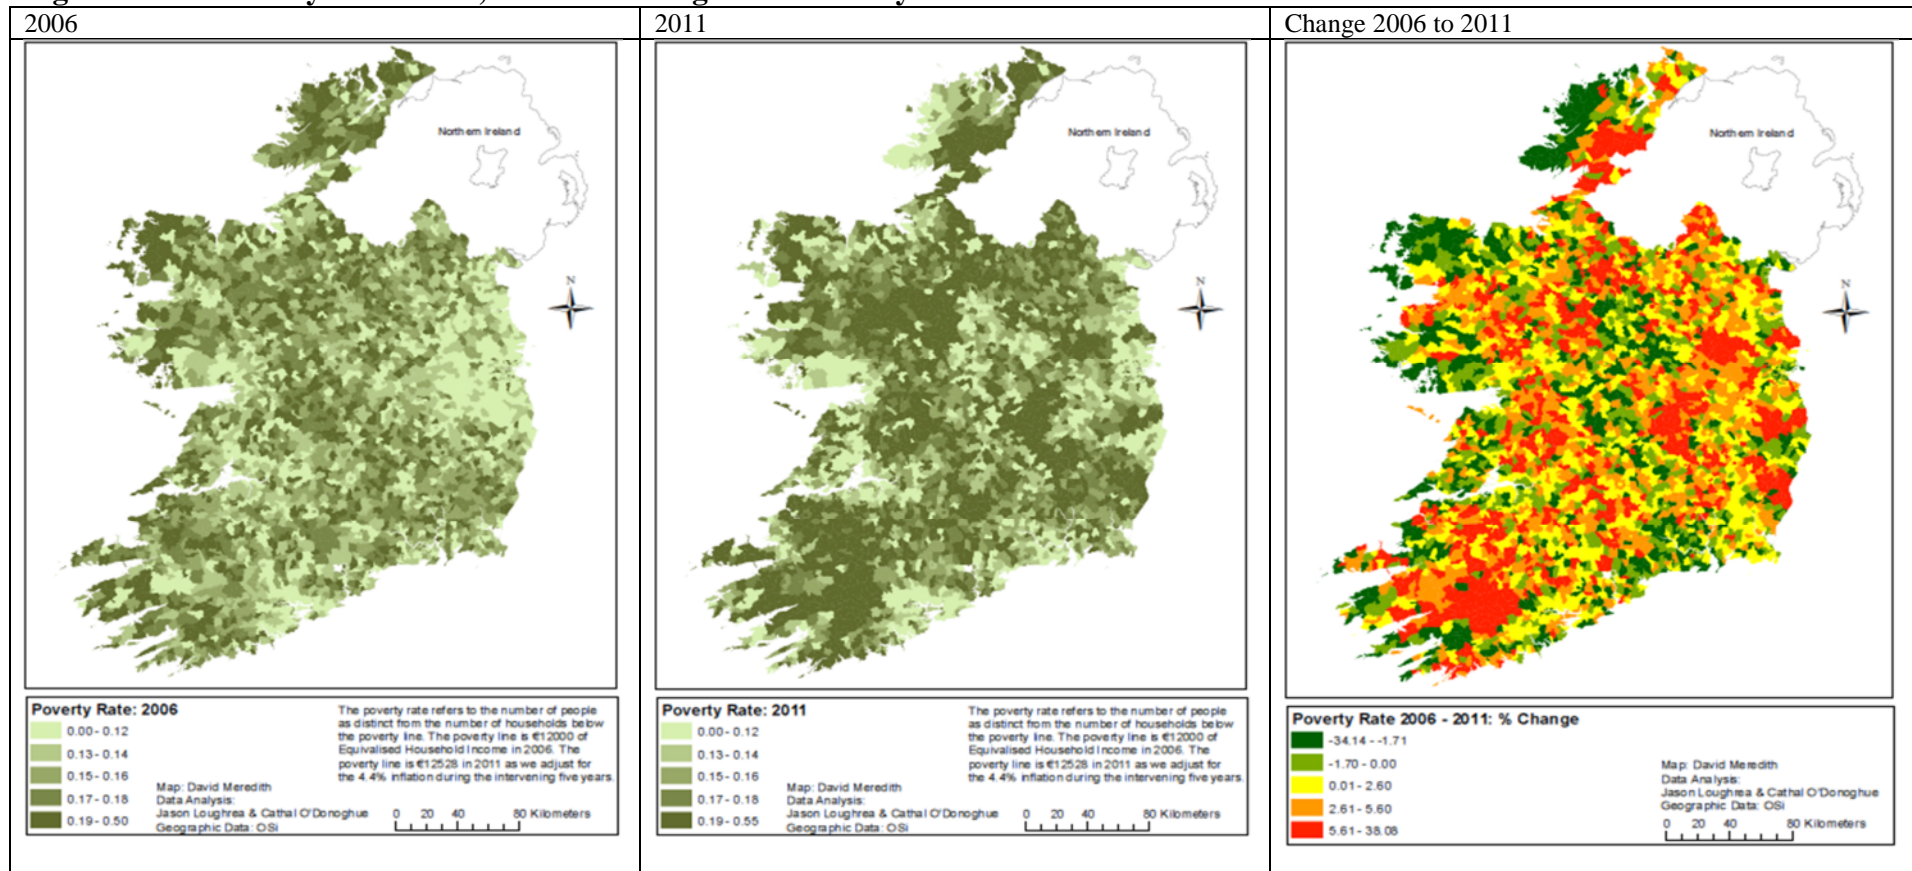 2006
2011
Change 2006 to 2011
Northern Ireland
N
Northern Ireland
N
Northern Ireland
N
Poverty Rate: 2006
0.00 - 0.12
0.13 - 0.14
0.15 - 0.16
0.17 - 0.18
0.19 - 0.50
The poverty rate refers to the number of people
as distinct from the number of households below
the poverty line. The poverty line is €12000 of
Equivalised Household Income in 2006. The
poverty line is €12528 in 2011 as we adjust for
the 4.4% inflation during the intervening five years.
Map: David Meredith
Data Analysis:
Jason Loughrea & Cathal O'Donoghue
Geographic Data: OSi
0 20 40 80 Kilometers
Poverty Rate: 2011
0.00 - 0.12
0.13 - 0.14
0.15 - 0.16
0.17 - 0.18
0.19 - 0.55
The poverty rate refers to the number of people
as distinct from the number of households below
the poverty line. The poverty line is €12000 of
Equivalised Household Income in 2006. The
poverty line is €12528 in 2011 as we adjust for
the 4.4% inflation during the intervening five years.
Map: David Meredith
Data Analysis:
Jason Loughrea & Cathal O'Donoghue
Geographic Data: OSi
0 20 40 80 Kilometers
Poverty Rate 2006 - 2011: % Change
-34.14 - -1.71
-1.70 - 0.00
0.01 - 2.60
2.61 - 5.60
5.61 - 38.08
Map: David Meredith
Data Analysis:
Jason Loughrea & Cathal O'Donoghue
Geographic Data: OSi
0 20 40 80 Kilometers